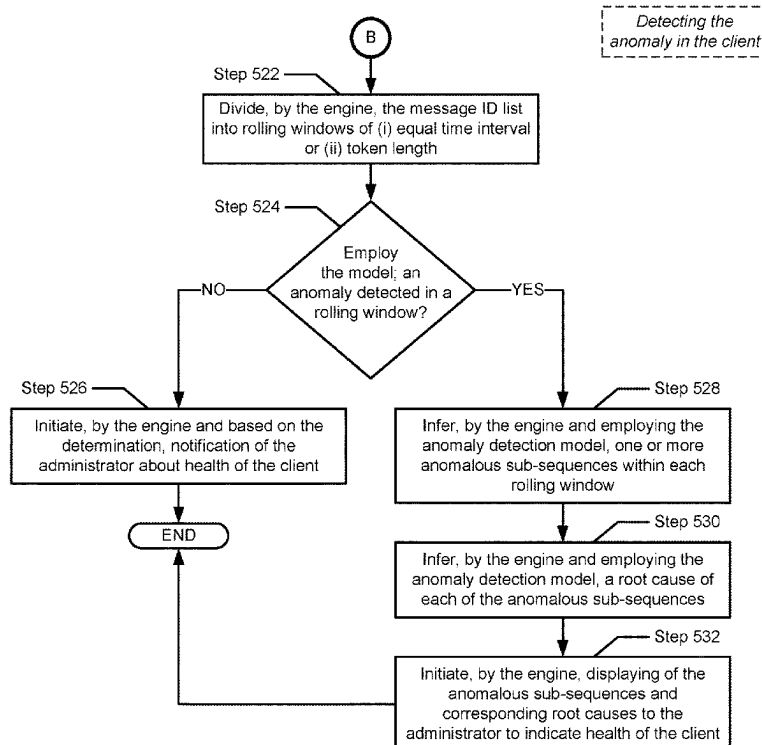 Detecting the
anomaly in the client
B
Step 522
Divide, by the engine, the message ID list
into rolling windows of (i) equal time interval
or (ii) token length
Step 524
Employ
the model; an
anomaly detected in a
rolling window?
NO
YES
Step 526
Initiate, by the engine and based on the
determination, notification of the
administrator about health of the client
END
Step 528
Infer, by the engine and employing the
anomaly detection model, one or more
anomalous sub-sequences within each
rolling window
Step 530
Infer, by the engine and employing the
anomaly detection model, a root cause of
each of the anomalous sub-sequences
Step 532
Initiate, by the engine, displaying of the
anomalous sub-sequences and
corresponding root causes to the
administrator to indicate health of the client